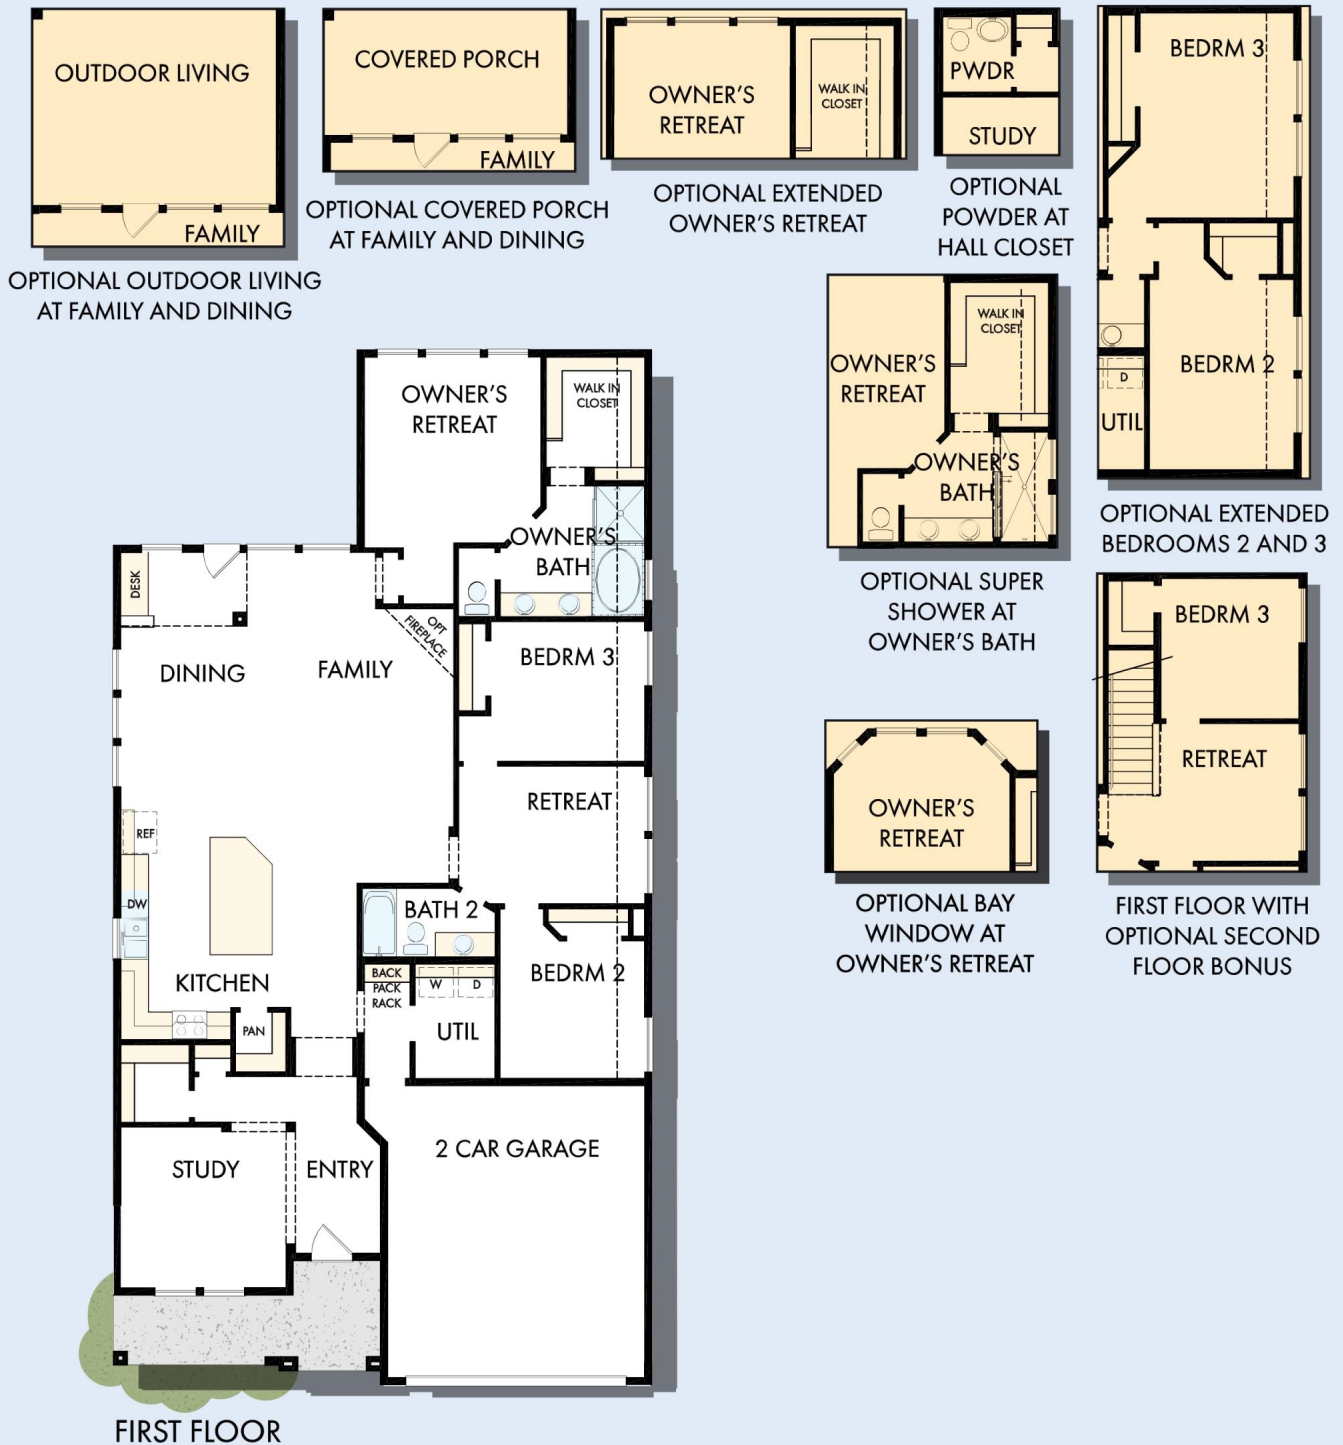 OUTDOOR LIVING
FAMILY
OPTIONAL OUTDOOR LIVING
AT FAMILY AND DINING
COVERED PORCH
FAMILY
OPTIONAL COVERED PORCH
AT FAMILY AND DINING
OWNER'S
RETREAT
WALK IN
CLOSET
OPTIONAL EXTENDED
OWNER'S RETREAT
PWDR
STUDY
OPTIONAL
POWDER AT
HALL CLOSET
BEDRM 3
BEDRM 2
D
UTIL
OPTIONAL EXTENDED
BEDROOMS 2 AND 3
WALK IN
CLOSET
OWNER'S
RETREAT
OWNER'S
BATH
OPTIONAL SUPER
SHOWER AT
OWNER'S BATH
BEDRM 3
RETREAT
FIRST FLOOR WITH
OPTIONAL SECOND
FLOOR BONUS
OWNER'S
RETREAT
OPTIONAL BAY
WINDOW AT
OWNER'S RETREAT
OWNER'S
RETREAT
WALK IN
CLOSET
OWNER'S
BATH
DESK
OPT
FIREPLACE
DINING
FAMILY
BEDRM 3
RETREAT
REF
DW
BATH 2
KITCHEN
BACK
PACK
RACK
W
D
BEDRM 2
PAN
UTIL
STUDY
ENTRY
2 CAR GARAGE
FIRST FLOOR